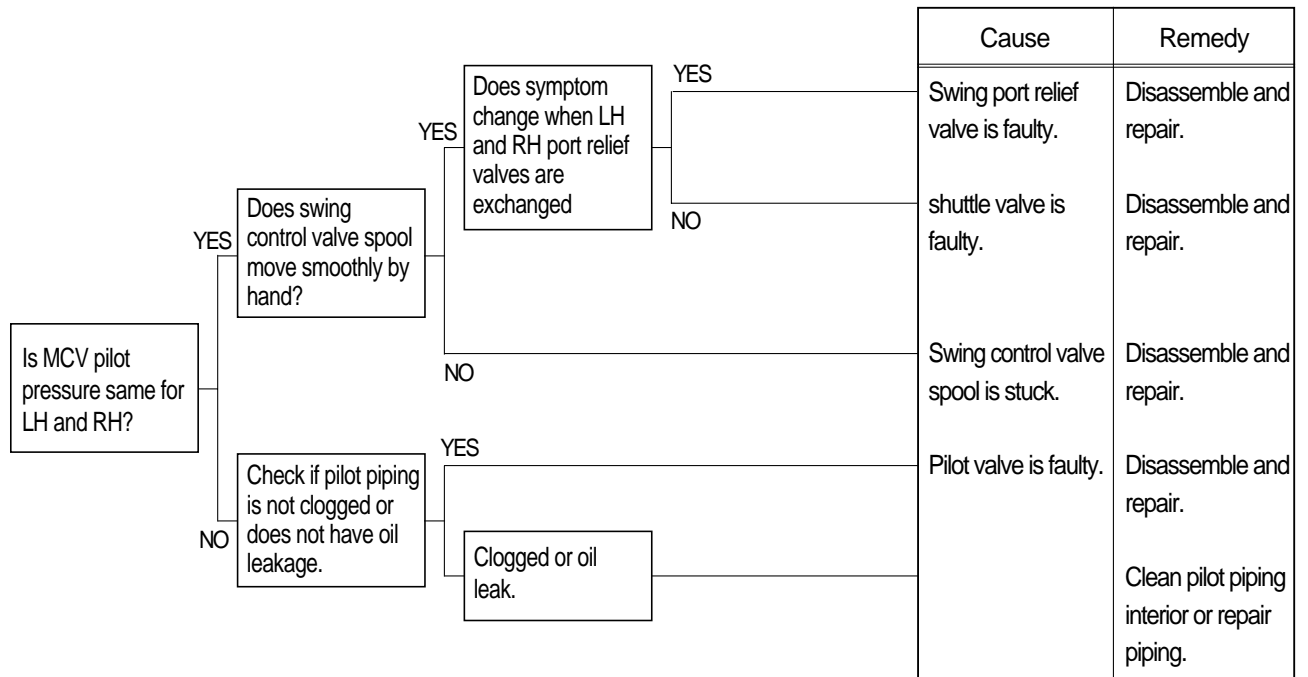 Cause
Remedy
YES
Does symptom
change when LH
and RH port relief
valves are
exchanged
YES
Swing port relief
valve is faulty.
Disassemble and
repair.
NO
shuttle valve is
faulty.
Disassemble and
repair.
YES
Does swing
control valve spool
move smoothly by
hand?
NO
Swing control valve
spool is stuck.
Disassemble and
repair.
Is MCV pilot
pressure same for
LH and RH?
NO
Check if pilot piping
is not clogged or
does not have oil
leakage.
YES
Pilot valve is faulty.
Disassemble and
repair.
Clogged or oil
leak.
Clean pilot piping
interior or repair
piping.